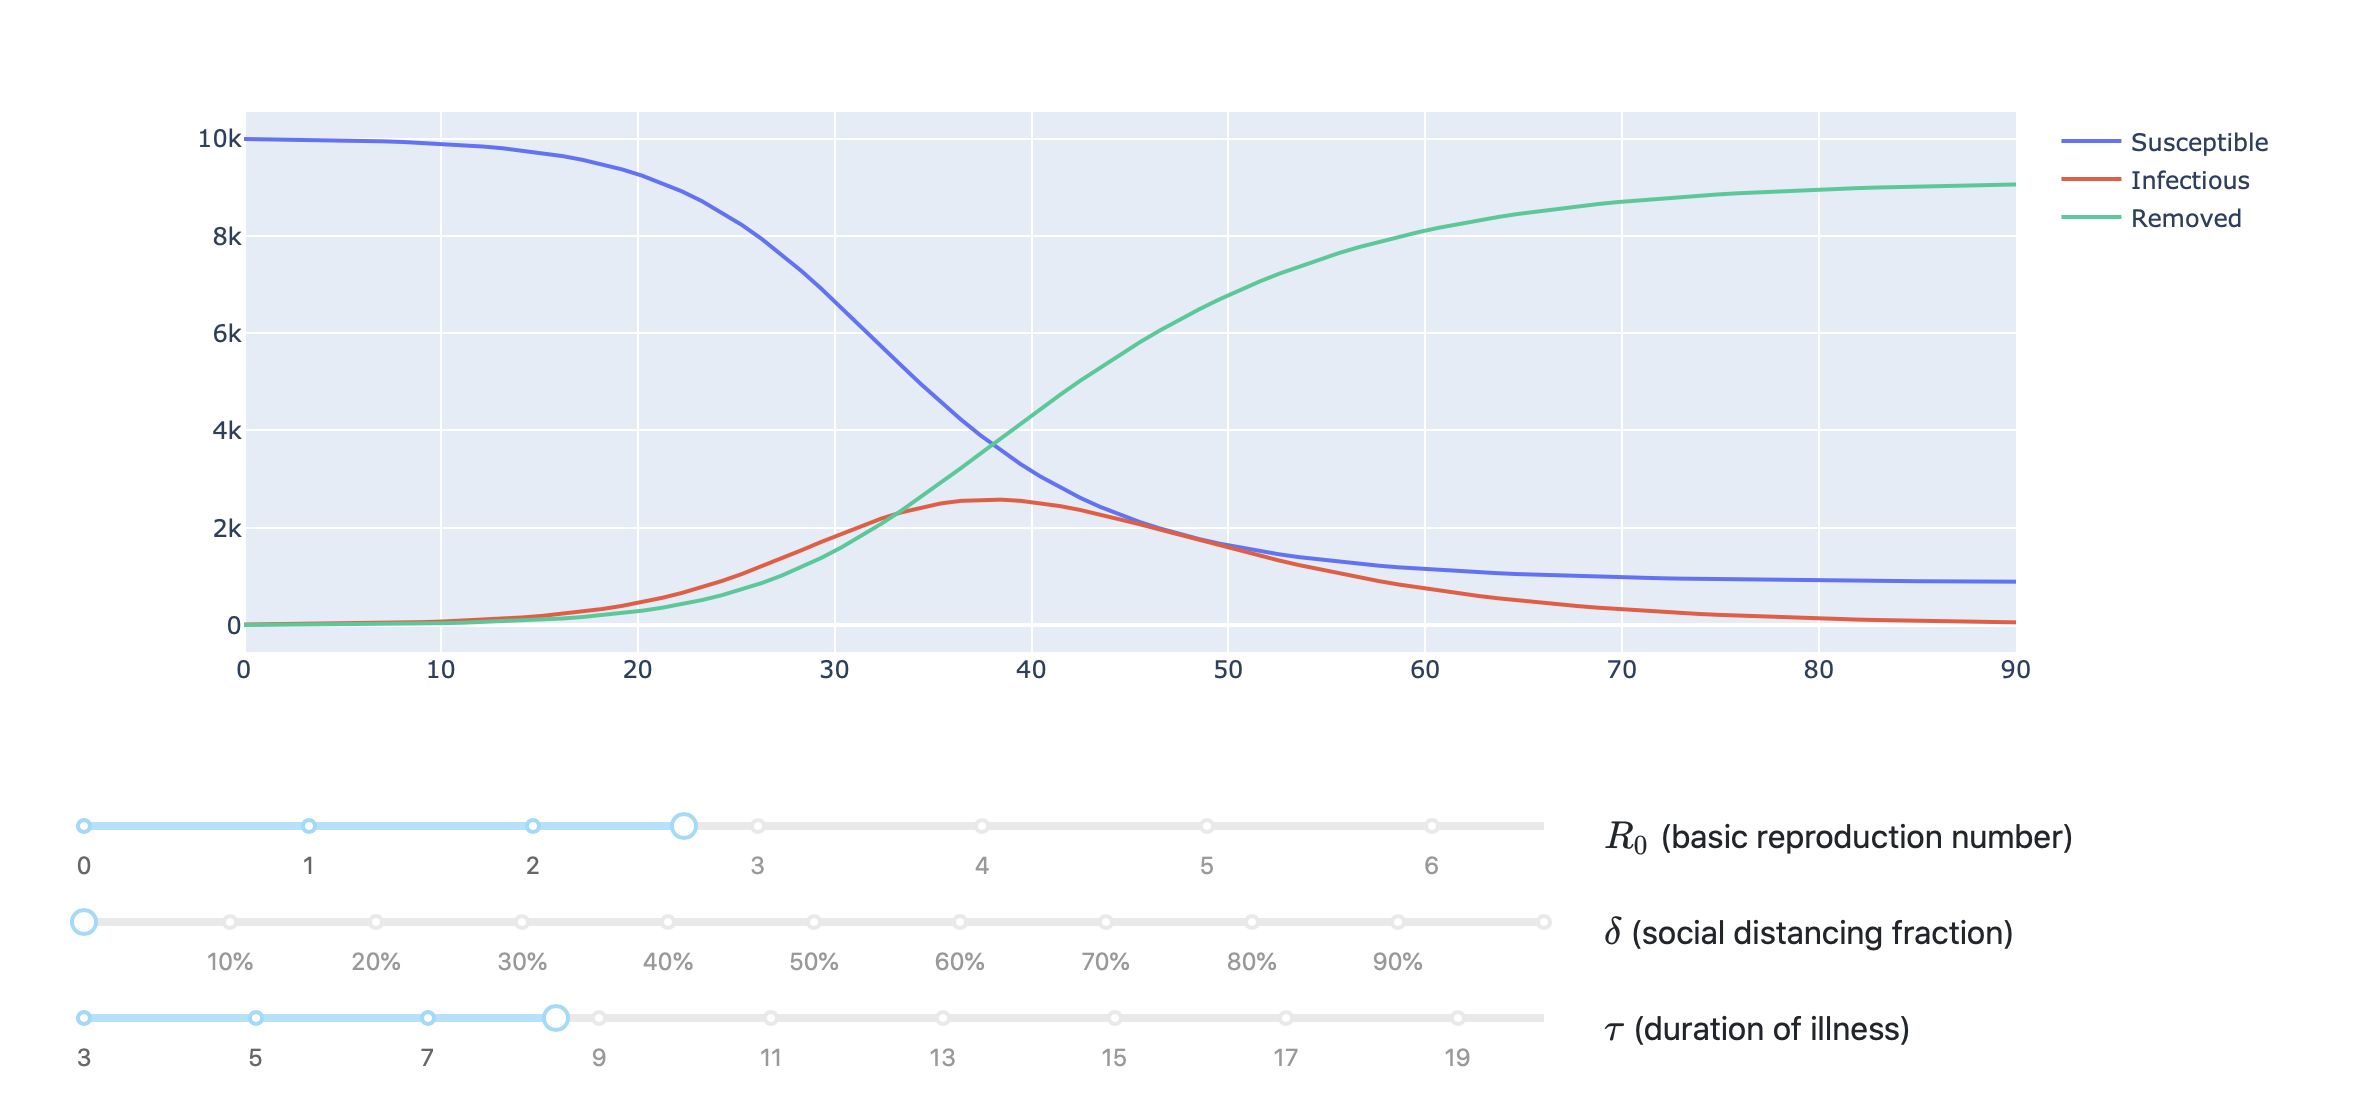 10k
8k
6k
4k
2k
0
0 10 20 30 40 50 60 70 80 90
Susceptible
Infectious
Removed
R₀ (basic reproduction number)
0 1 2 3 4 5 6
δ (social distancing fraction)
10% 20% 30% 40% 50% 60% 70% 80% 90%
τ (duration of illness)
3 5 7 9 11 13 15 17 19